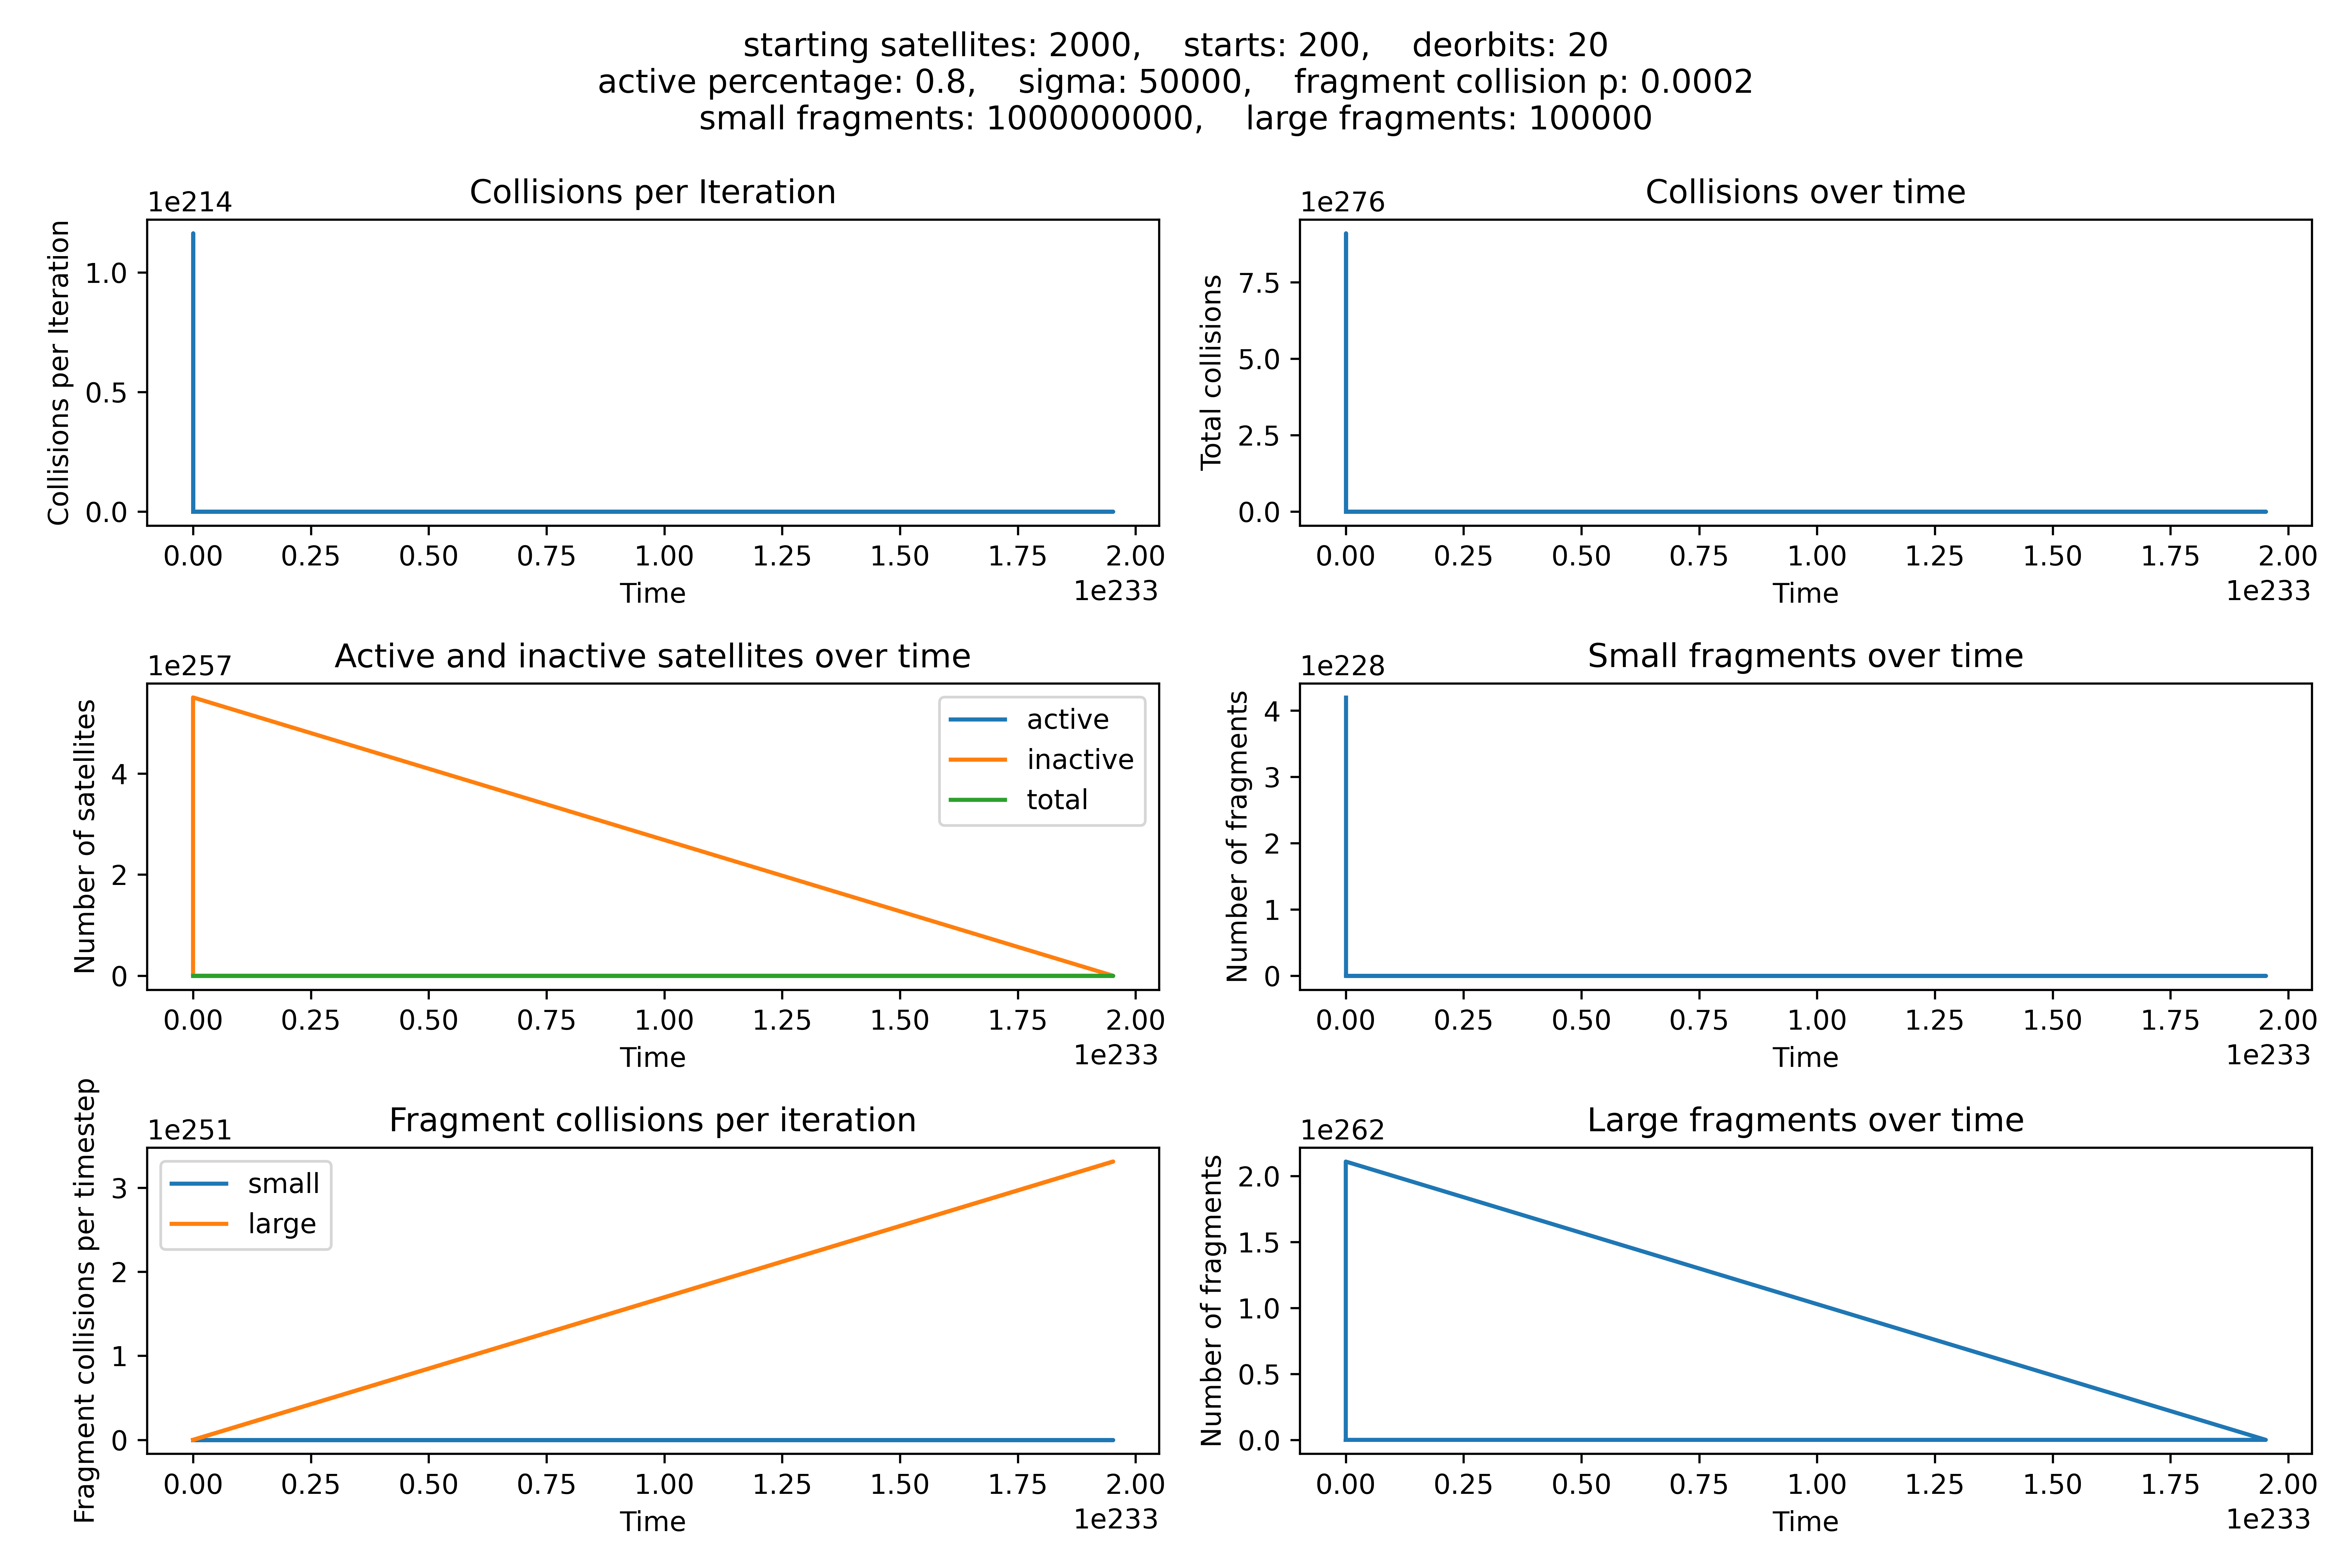 starting satellites: 2000,    starts: 200,    deorbits: 20
active percentage: 0.8,    sigma: 50000,    fragment collision p: 0.0002
small fragments: 1000000000,    large fragments: 100000
Collisions per Iteration
1e214
Collisions per Iteration
1.0
0.5
0.0
0.00 0.25 0.50 0.75 1.00 1.25 1.50 1.75 2.00
Time
1e233
Collisions over time
1e276
Total collisions
7.5
5.0
2.5
0.0
0.00 0.25 0.50 0.75 1.00 1.25 1.50 1.75 2.00
Time
1e233
Active and inactive satellites over time
1e257
Number of satellites
4
2
0
active
inactive
total
0.00 0.25 0.50 0.75 1.00 1.25 1.50 1.75 2.00
Time
1e233
Small fragments over time
1e228
Number of fragments
4
3
2
1
0
0.00 0.25 0.50 0.75 1.00 1.25 1.50 1.75 2.00
Time
1e233
Fragment collisions per iteration
1e251
Fragment collisions per timestep
3
2
1
0
small
large
0.00 0.25 0.50 0.75 1.00 1.25 1.50 1.75 2.00
Time
1e233
Large fragments over time
1e262
Number of fragments
2.0
1.5
1.0
0.5
0.0
0.00 0.25 0.50 0.75 1.00 1.25 1.50 1.75 2.00
Time
1e233